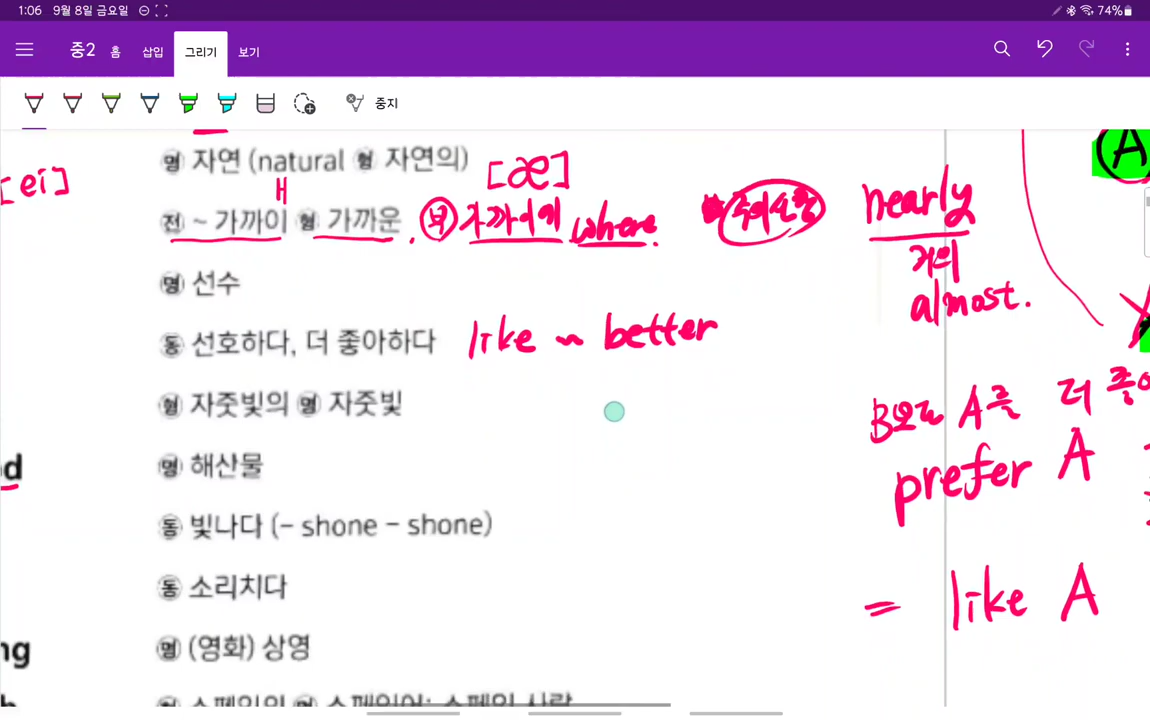 1:06 9월 8일 금요일 74%
중2 홈 삽입 그리기 보기
중지
A
명 자연 (natural 형 자연의) [æ]
[ei]
ㅐ
전 ~ 가까이 형 가까운, 부 가까이에 where. nearly
거의
almost.
명 선수
동 선호하다, 더 좋아하다 like ~ better
형 자줏빛의 명 자줏빛
B보다 A를 더 좋아
prefer A
d 명 해산물
동 빛나다 (- shone - shone)
동 소리치다
= like A
ng 명 (영화) 상영